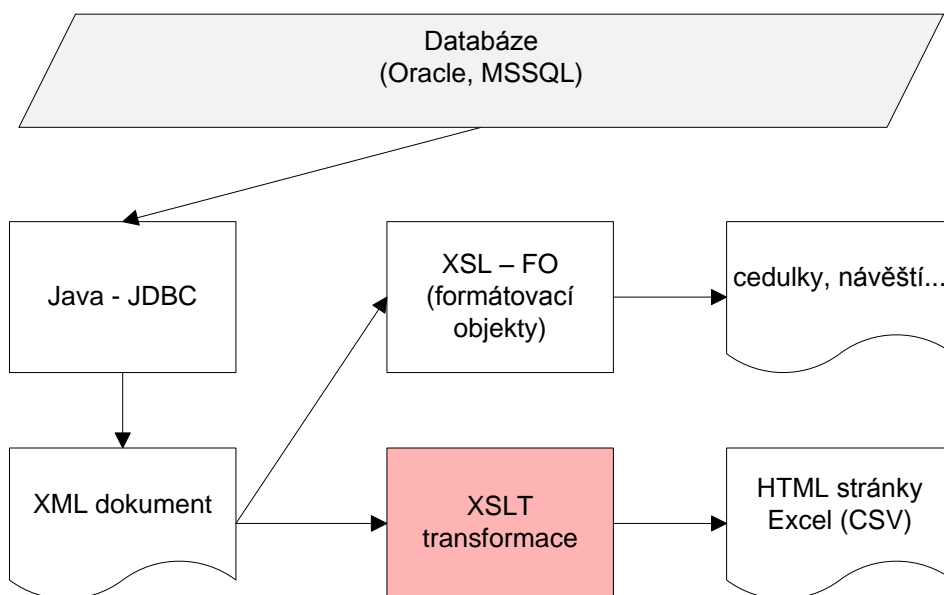 Databáze
(Oracle, MSSQL)
Java - JDBC
XSL – FO
(formátovací
objekty)
cedulky, návěští...
XML dokument
XSLT
transformace
HTML stránky
Excel (CSV)